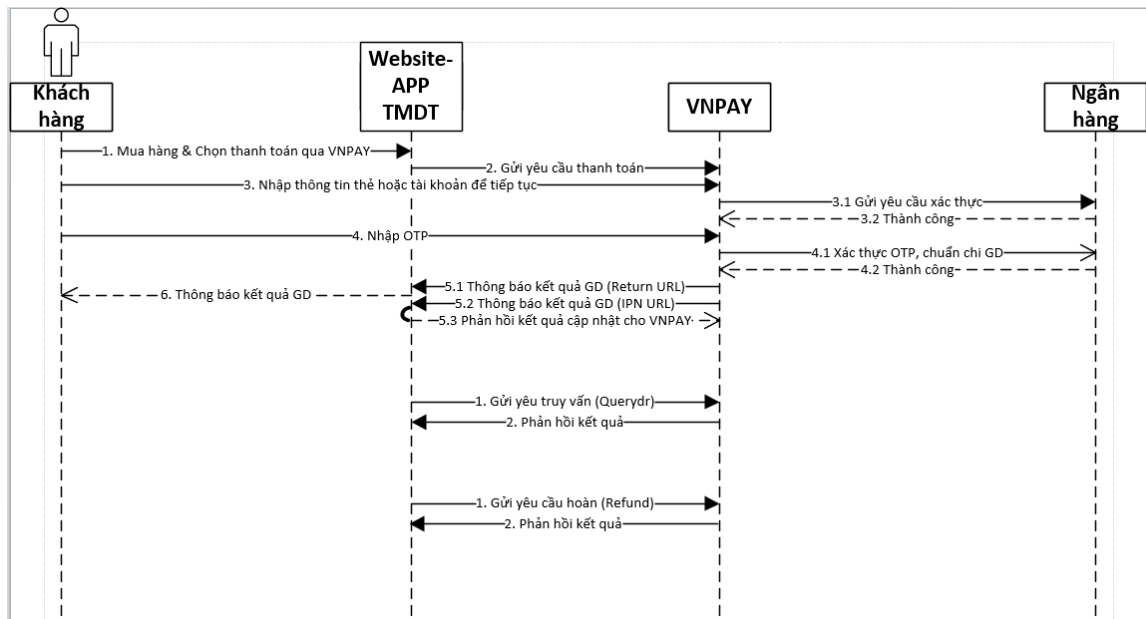 Khách
hàng
Website-
APP
TMDT
VNPAY
Ngân
hàng
1. Mua hàng & Chọn thanh toán qua VNPAY
2. Gửi yêu cầu thanh toán
3. Nhập thông tin thẻ hoặc tài khoản để tiếp tục
3.1 Gửi yêu cầu xác thực
3.2 Thành công
4. Nhập OTP
4.1 Xác thực OTP, chuẩn chi GD
4.2 Thành công
5.1 Thông báo kết quả GD (Return URL)
6. Thông báo kết quả GD
5.2 Thông báo kết quả GD (IPN URL)
5.3 Phản hồi kết quả cập nhật cho VNPAY
1. Gửi yêu truy vấn (Querydr)
2. Phản hồi kết quả
1. Gửi yêu cầu hoàn (Refund)
2. Phản hồi kết quả